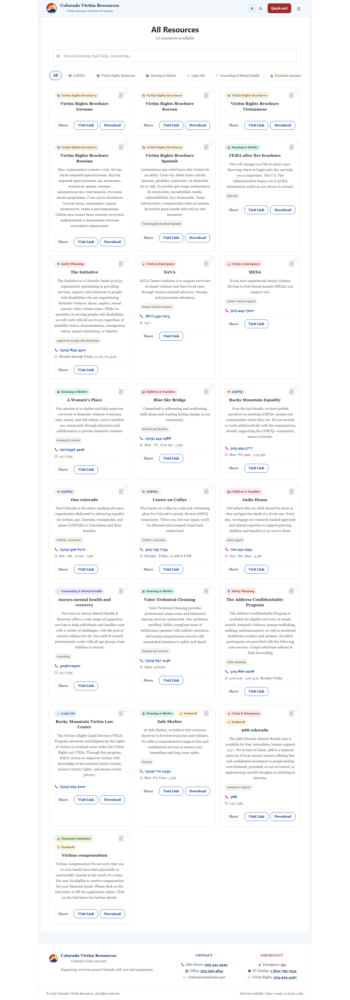 Colorado Victim Resources
Victim Advocacy Network of Colorado
A
A
Quick exit
All Resources
22 resources available
Search housing, legal help, counseling...
All
LGBTQ+
Victim Rights Brochures
Housing & Shelter
Legal Aid
Counseling & Mental Health
Financial Assistanc
Victim Rights Brochures
Victim Rights Brochure
German
Share
Visit Link
Download
Victim Rights Brochures
Victim Rights Brochure
Korean
Share
Visit Link
Download
Victim Rights Brochures
Victim Rights Brochure
Vietnamese
Share
Visit Link
Download
Victim Rights Brochures
Victim Rights Brochure
Russian
Мы с сожалением узнали о том, что вы
стали жертвой преступления. Будучи
жертвой преступления, вы, возможно,
испытали травму, потерю,
замешательство, чувствовали, что ваша
жизнь разрушена. У вас могут возникать
чувства шока, недоверия, страха,
уязвимости, гнева и разочарования.
Сейчас вам может быть полезно получить
информацию и понимание системы
уголовного правосудия.
Share
Visit Link
Download
Victim Rights Brochures
Victim Rights Brochure
Spanish
Lamentamos que usted haya sido víctima de
un delito. Como tal, debió haber sufrido
lesiones, pérdidas, confusión y la alteración
de su vida. Es posible que tenga sentimientos
de conmoción, incredulidad, miedo,
vulnerabilidad, ira y frustración. Tener
información y comprensión sobre el sistema
de justicia penal puede serle útil en este
momento.
Victim Rights Brochure Spanish
Share
Visit Link
Download
Housing & Shelter
FEMA after fire brochure
Fire will change your life in many ways.
Knowing where to begin and who can help
you is important. The U.S. Fire
Administration hopes you fi nd this
information useful as you return to normal.
after fire
Share
Visit Link
Download
Safety Planning
The Initiative
The Initiative is a Colorado-based 501(c)3
organization specializing in providing
services, support, and resources to people
with disabilities who are experiencing
domestic violence, abuse, neglect, sexual
assault, other violent crime. While we
specialize in serving people with disabilities,
we will work with all survivors, regardless of
disability status, documentation, immigration
status, sexual orientation, or identity.
support for people with disabilities
(303)-839-5510
Monday through Friday, 9 a.m. to 5 p.m
Share
Visit Link
Crisis & Emergency
SAVA
SAVA Center's mission is to support survivors
of sexual violence and their loved ones,
through trauma-focused advocacy, therapy,
and prevention education.
Sexual violence resource
(877) 352-7273
24/7
Share
Visit Link
Crisis & Emergency
MESA
If you have experienced sexual violence
Moving to End Sexual Assault (MESA) can
support you.
sexual violence support
303.443.7300
Share
Visit Link
Housing & Shelter
A Women's Place
Our mission is to shelter and help empower
survivors of domestic violence to become
safe, secure, and self-reliant, and to mobilize
our community through education and
collaboration to prevent domestic violence.
housing for women
(970)356-4226
24/7/365
Share
Visit Link
Children & Families
Blue Sky Bridge
Committed to addressing and eradicating
child abuse and creating lasting change in our
community.
children and families
(303) 444-1388
Mon - Fri , 8:30 am - 5 pm
Share
Visit Link
LGBTQ+
Rocky Mountain Equality
Over the last decade, we have prided
ourselves on meeting LGBTQ+ people and
communities where they are. We are excited
to work collaboratively with the organizations
already supporting the LGBTQ+ community
across Colorado.
303.499.5777
Mon -Fri: 9am - 5:30 pm
Share
Visit Link
LGBTQ+
One colorado
One Colorado is the state's leading advocacy
organization dedicated to advancing equality
for lesbian, gay, bisexual, transgender, and
queer (LGBTQIA+) Coloradans and their
families.
LGBTQ+ resourcres
(303) 396-6170
Sun - Sat : 10 am - 7 pm
Share
Visit Link
LGBTQ+
Center on Colfax
The Center on Colfax is a safe and welcoming
place for Colorado's proud, diverse LGBTQ
community. When you visit our space, you'll
be affirmed and accepted, heard and
understood.
LGBTQ+ resources
303-733-7743
Monday - Friday, 10 AM to 8 PM
Share
Visit Link
Children & Families
Judis House
We believe that no child should be alone as
they navigate the death of a loved one. Every
day, we engage our research-backed approach
and shared expertise to support grieving
children and families at no cost to them.
grief support
720.941.0331
Sun - Sat , 8am - 4 pm
Share
Visit Link
Counseling & Mental Health
Aurora mental health and
recovery
Our team at Aurora Mental Health &
Recovery offers a wide range of supportive
services to help individuals and families cope
with a variety of challenges, with the goal of
mental wellness for all. Our staff of trained
professionals works with all age groups, from
children to seniors.
counseling
3036172300
24/7/365
Share
Visit Link
Housing & Shelter
Valor Technical Cleaning
Valor Technical Cleaning provides
professional crime scene and biohazard
cleanup services nationwide. Our Amdecon-
certified, OSHA-compliant team of
technicians operates with military precision,
delivering compassionate service with
unmatched attention to safety and detail.
cleaning and recovery
(303) 647-4136
Open 24 hours
Share
Visit Link
Safety Planning
The Address Confidentiality
Program
The Address Confidentiality Program is
available for eligible survivors of sexual
assault, domestic violence, human trafficking,
stalking, and harassment, as well as protected
healthcare workers and patients. Enrolled
participants are provided with the following
core services: A legal substitute address &
Mail forwarding
safety planning
303-866-2208
9:00 a.m - 3:00 p.m. Monday-Friday
Share
Visit Link
Legal Aid
Rocky Mountain Victim Law
Center
The Victim's Rights Legal Services (VRLS)
Program advocates and litigates for the rights
of victims in criminal cases under the Victim
Rights Act (VRA). Through this program,
RMvlc strives to empower victims with
knowledge of the criminal justice system,
protect victim's rights, and ensure victim
privacy.
(303) 295-2001
Share
Visit Link
Download
Housing & Shelter
Featured
Safe Shelter
At Safe Shelter, we believe that everyone
deserves to live free from fear and violence.
We offer a comprehensive range of free and
confidential services to ensure your
immediate and long-term safety.
housing
(303) 772-0432
Mon -Fri, 8 am - 5 pm
Share
Visit Link
Download
Crisis & Emergency
Featured
988 colorado
The 988 Colorado Mental Health Line is
available for free, immediate, human support
24/7. We're here to listen. 988 is a national
network of local contact centers offering free
and confidential assistance to people feeling
overwhelmed, panicked, or out of control, to
experiencing suicidal thoughts or anything in
between.
emergency support
988
24/7/365
Share
Visit Link
Download
Financial Assistance
Featured
Victims compensation
Victims compensation We are sorry that you
or your family have been physically or
emotionally injured as the result of a crime.
You may be eligible to receive compensation
for your financial losses. Please click on the
link below to fill the application online. Click
on the link below for further details.
Share
Visit Link
Download
Colorado Victim Resources
Volunteer Victim Advocate
Supporting survivors across Colorado with care and compassion.
CONTACT
After Hours: 303-441-4444
Office: 303-926-2841
victimservices@erieco.gov
EMERGENCY
Emergency: 911
DV Hotline: 1-800-799-7233
Victim Rights: 303-239-4497
© 2026 Colorado Victim Resources. All rights reserved.
Services available 7 days a week, 24 hours a day.